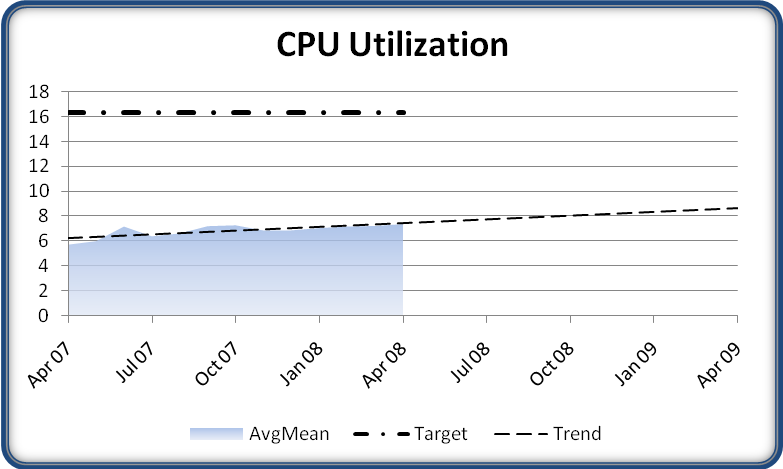 CPU Utilization
18
16
14
12
10
8
6
4
2
0
Apr 07
Jul 07
Oct 07
Jan 08
Apr 08
Jul 08
Oct 08
Jan 09
Apr 09
AvgMean Target Trend